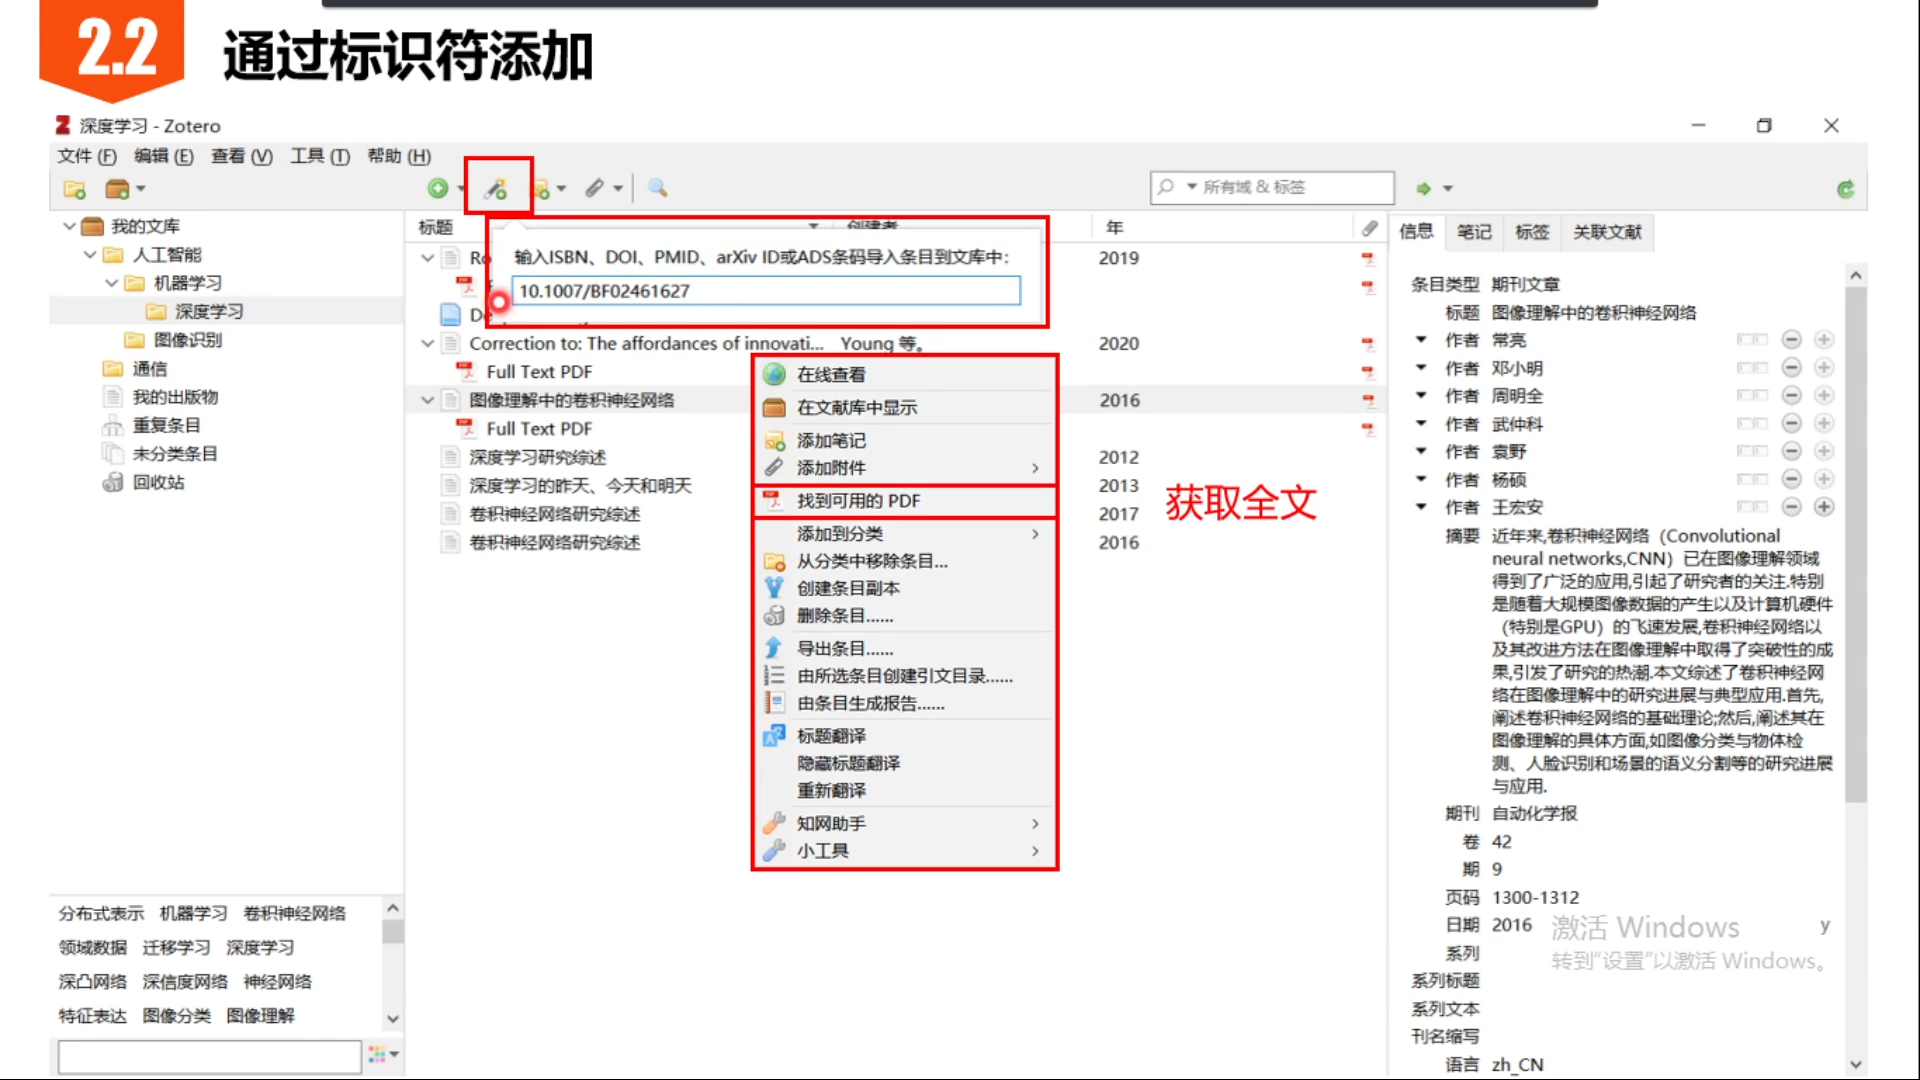 2.2
通过标识符添加
深度学习 - Zotero
文件 (F) 编辑 (E) 查看 (V) 工具 (T) 帮助 (H)
所有域 & 标签
我的文库
人工智能
机器学习
深度学习
图像识别
通信
我的出版物
重复条目
未分类条目
回收站
分布式表示 机器学习 卷积神经网络
领域数据 迁移学习 深度学习
深凸网络 深信度网络 神经网络
特征表达 图像分类 图像理解
标题 创建者 年
输入ISBN、DOI、PMID、arXiv ID或ADS条码导入条目到文库中:
10.1007/BF02461627
Ro 2019
De
Correction to: The affordances of innovati... Young 等。 2020
Full Text PDF
图像理解中的卷积神经网络 2016
Full Text PDF
深度学习研究综述 2012
深度学习的昨天、今天和明天 2013
卷积神经网络研究综述 2017
卷积神经网络研究综述 2016
在线查看
在文献库中显示
添加笔记
添加附件
找到可用的 PDF
添加到分类
从分类中移除条目...
创建条目副本
删除条目......
导出条目......
由所选条目创建引文目录......
由条目生成报告......
标题翻译
隐藏标题翻译
重新翻译
知网助手
小工具
获取全文
信息 笔记 标签 关联文献
条目类型 期刊文章
标题 图像理解中的卷积神经网络
作者 常亮
作者 邓小明
作者 周明全
作者 武仲科
作者 袁野
作者 杨硕
作者 王宏安
摘要 近年来,卷积神经网络（Convolutional
neural networks,CNN）已在图像理解领域
得到了广泛的应用,引起了研究者的关注.特别
是随着大规模图像数据的产生以及计算机硬件
（特别是GPU）的飞速发展,卷积神经网络以
及其改进方法在图像理解中取得了突破性的成
果,引发了研究的热潮.本文综述了卷积神经网
络在图像理解中的研究进展与典型应用.首先,
阐述卷积神经网络的基础理论;然后,阐述其在
图像理解的具体方面,如图像分类与物体检
测、人脸识别和场景的语义分割等的研究进展
与应用.
期刊 自动化学报
卷 42
期 9
页码 1300-1312
日期 2016 y
系列
系列标题
系列文本
刊名缩写
语言 zh_CN
激活 Windows
转到“设置”以激活 Windows。